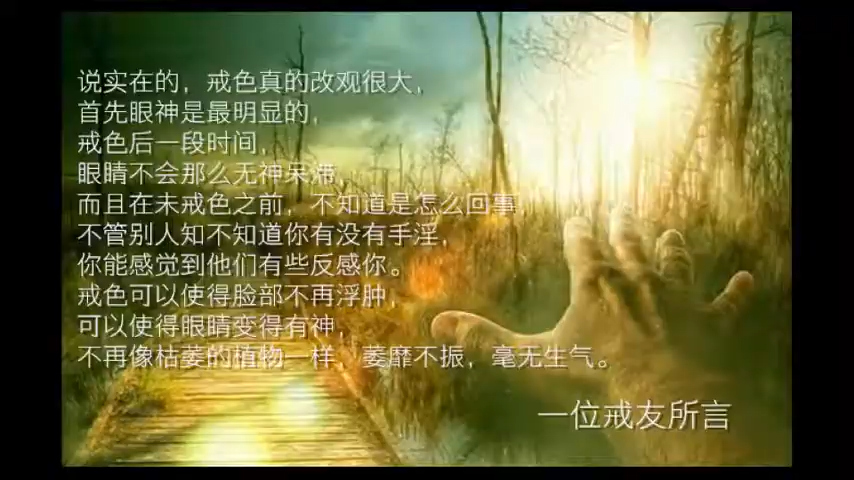 说实在的，戒色真的改观很大，
首先眼神是最明显的，
戒色后一段时间，
眼睛不会那么无神呆滞，
而且在未戒色之前，不知道是怎么回事，
不管别人知不知道你有没有手淫，
你能感觉到他们有些反感你。
戒色可以使得脸部不再浮肿，
可以使得眼睛变得有神，
不再像枯萎的植物一样，萎靡不振，毫无生气。
一位戒友所言